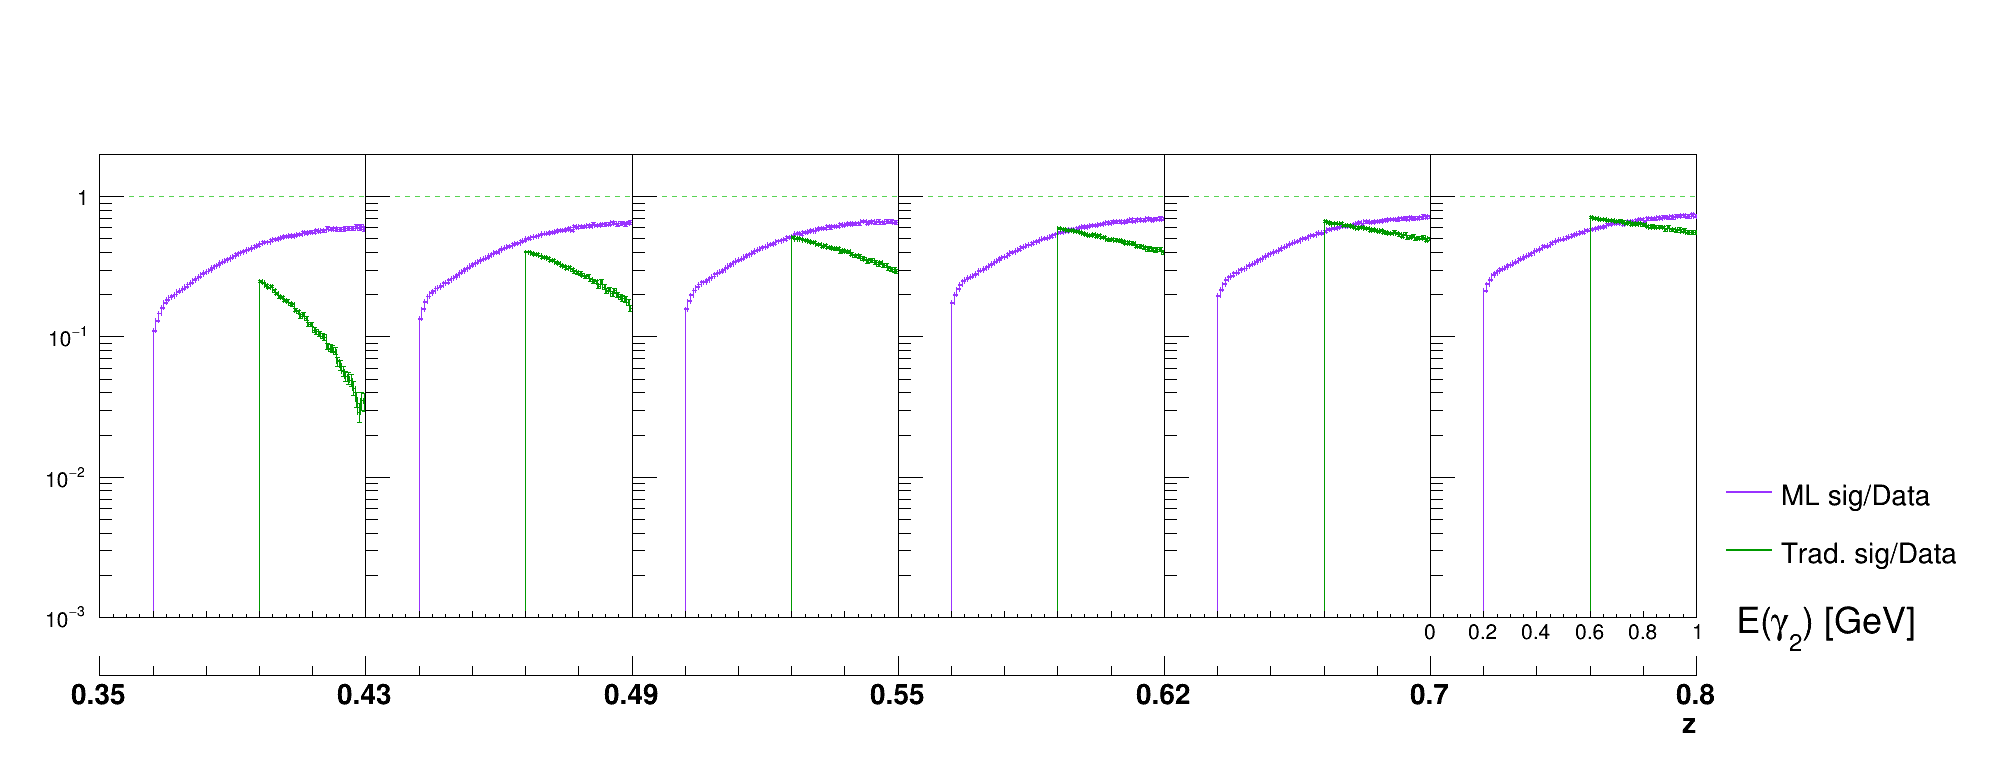 1
10⁻¹
10⁻²
10⁻³
ML sig/Data
Trad. sig/Data
0 0.2 0.4 0.6 0.8 1
E(γ₂) [GeV]
0.35 0.43 0.49 0.55 0.62 0.7 0.8
z